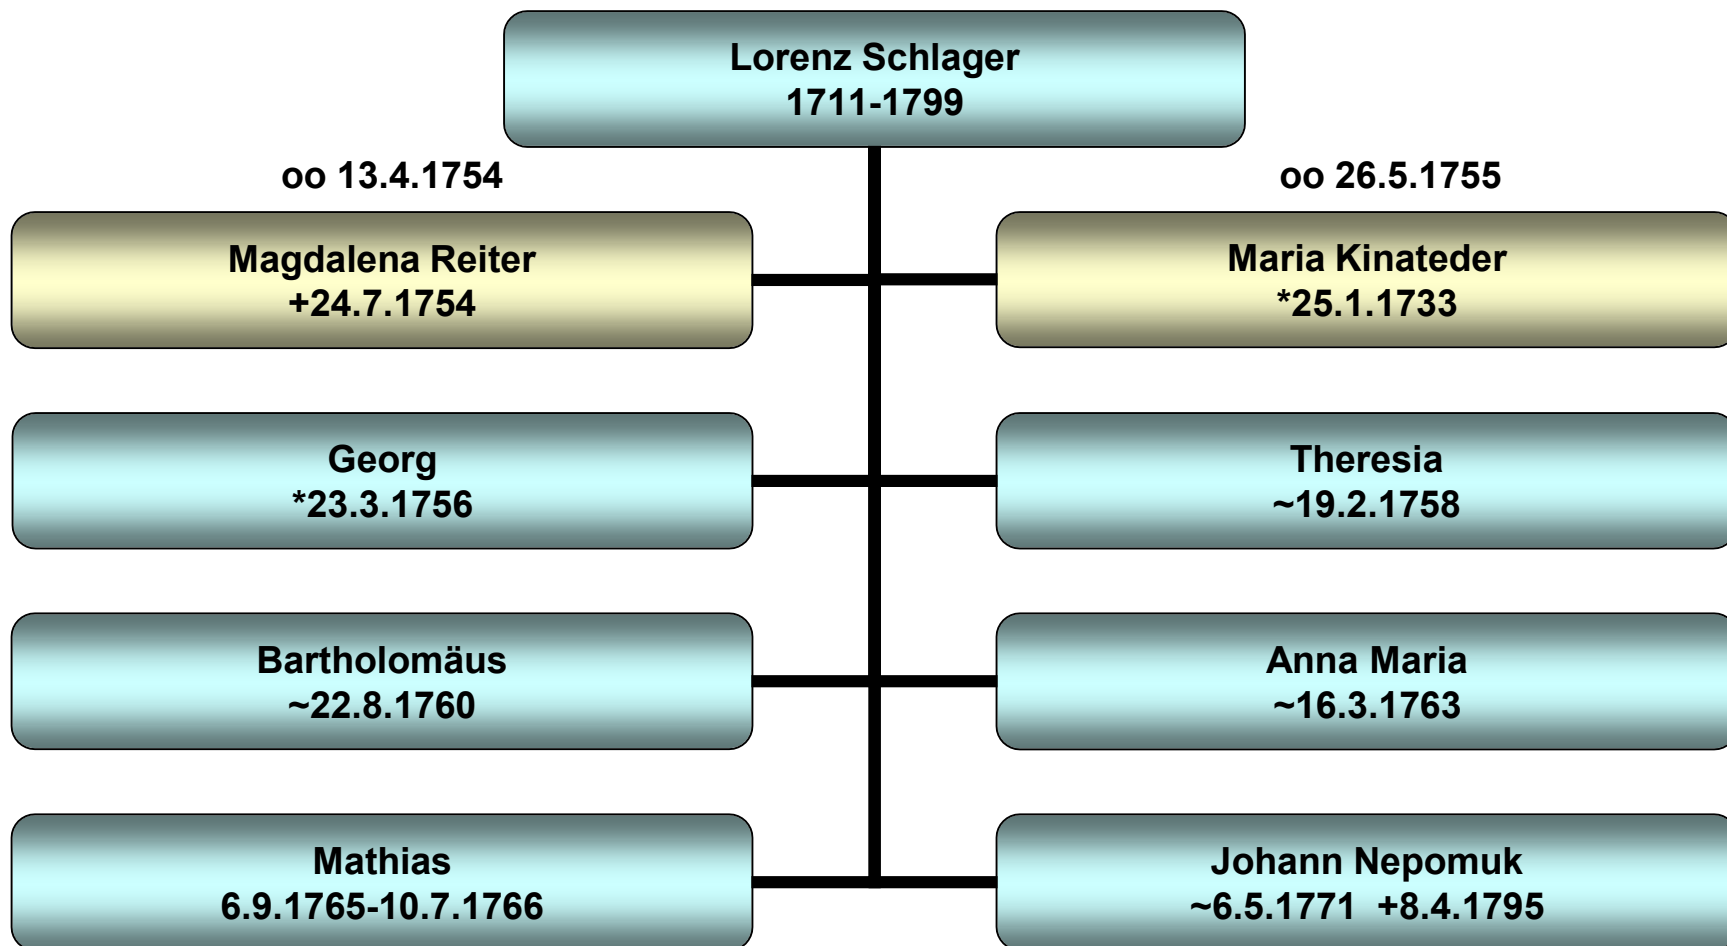 Lorenz Schlager
1711-1799
oo 13.4.1754
oo 26.5.1755
Magdalena Reiter
+24.7.1754
Maria Kinateder
*25.1.1733
Georg
*23.3.1756
Theresia
~19.2.1758
Bartholomäus
~22.8.1760
Anna Maria
~16.3.1763
Mathias
6.9.1765-10.7.1766
Johann Nepomuk
~6.5.1771  +8.4.1795